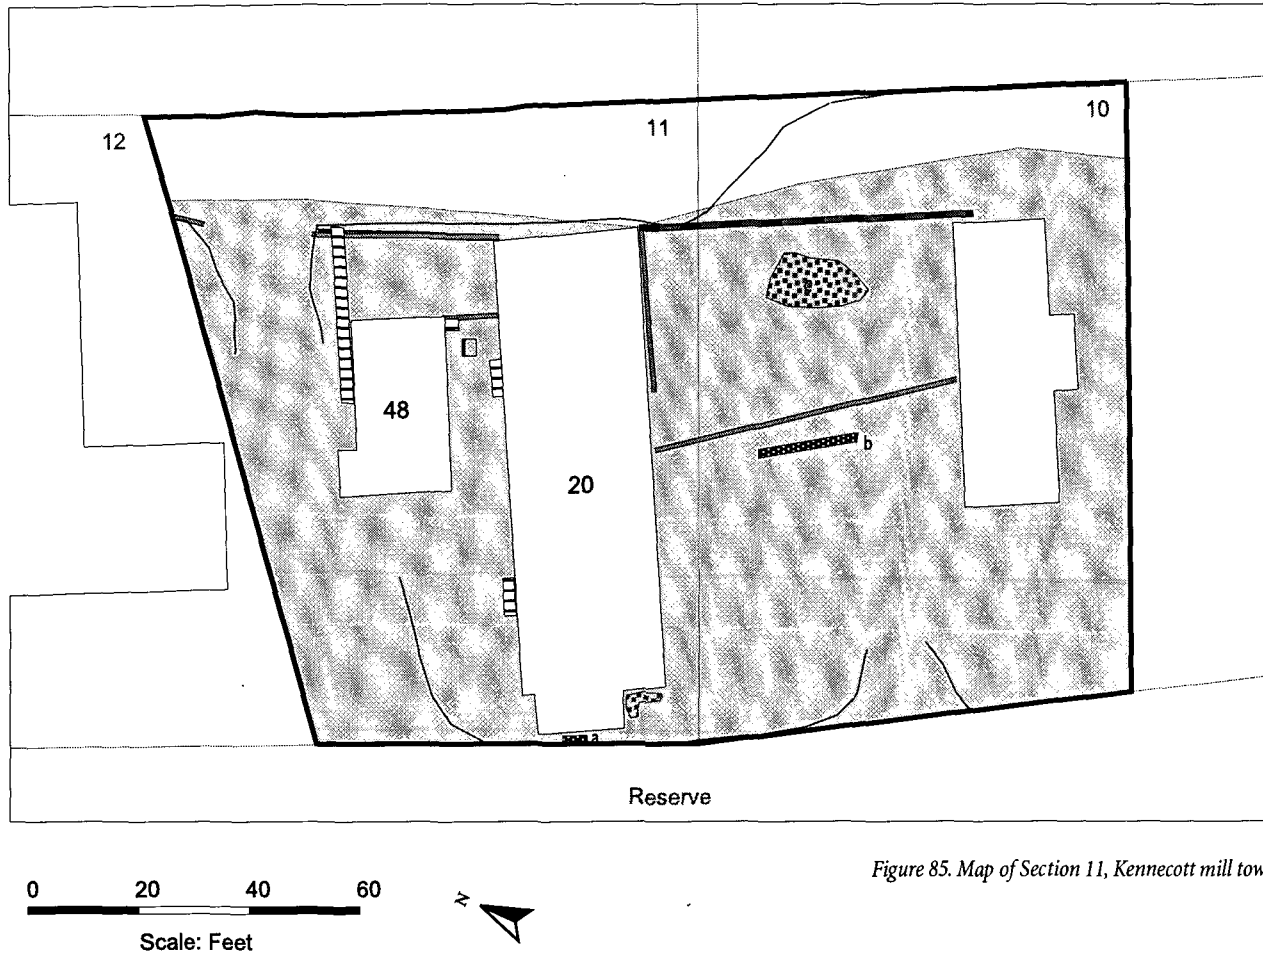 12
11
10
48
20
b
a
Reserve
Figure 85. Map of Section 11, Kennecott mill tow
0 20 40 60
Scale: Feet
N